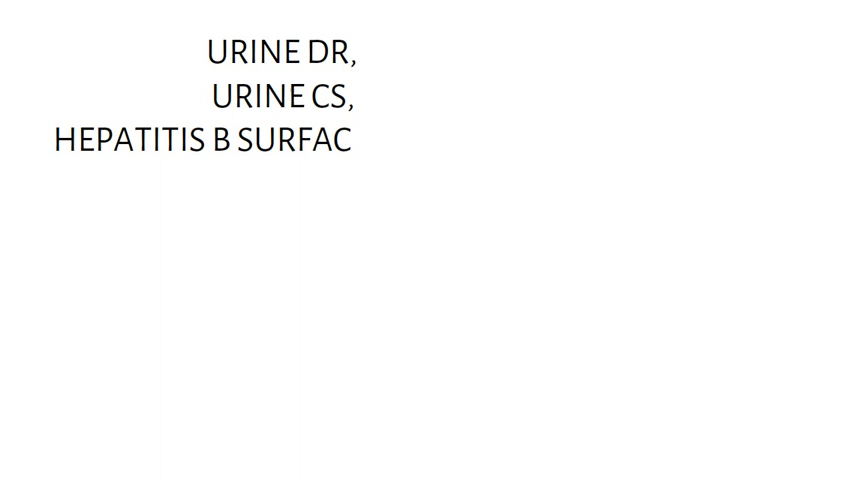 URINE DR,
URINE CS,
HEPATITIS B SURFAC